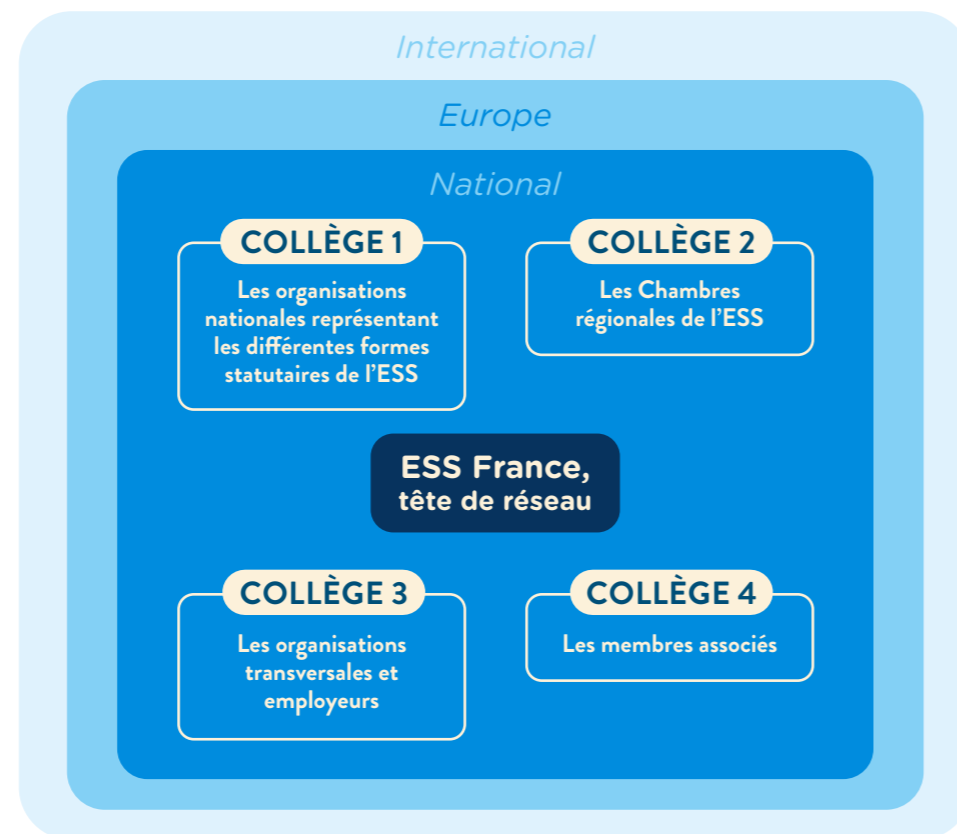 International
Europe
National
COLLÈGE 1
Les organisations
nationales représentant
les différentes formes
statutaires de l’ESS
COLLÈGE 2
Les Chambres
régionales de l’ESS
ESS France,
tête de réseau
COLLÈGE 3
Les organisations
transversales et
employeurs
COLLÈGE 4
Les membres associés